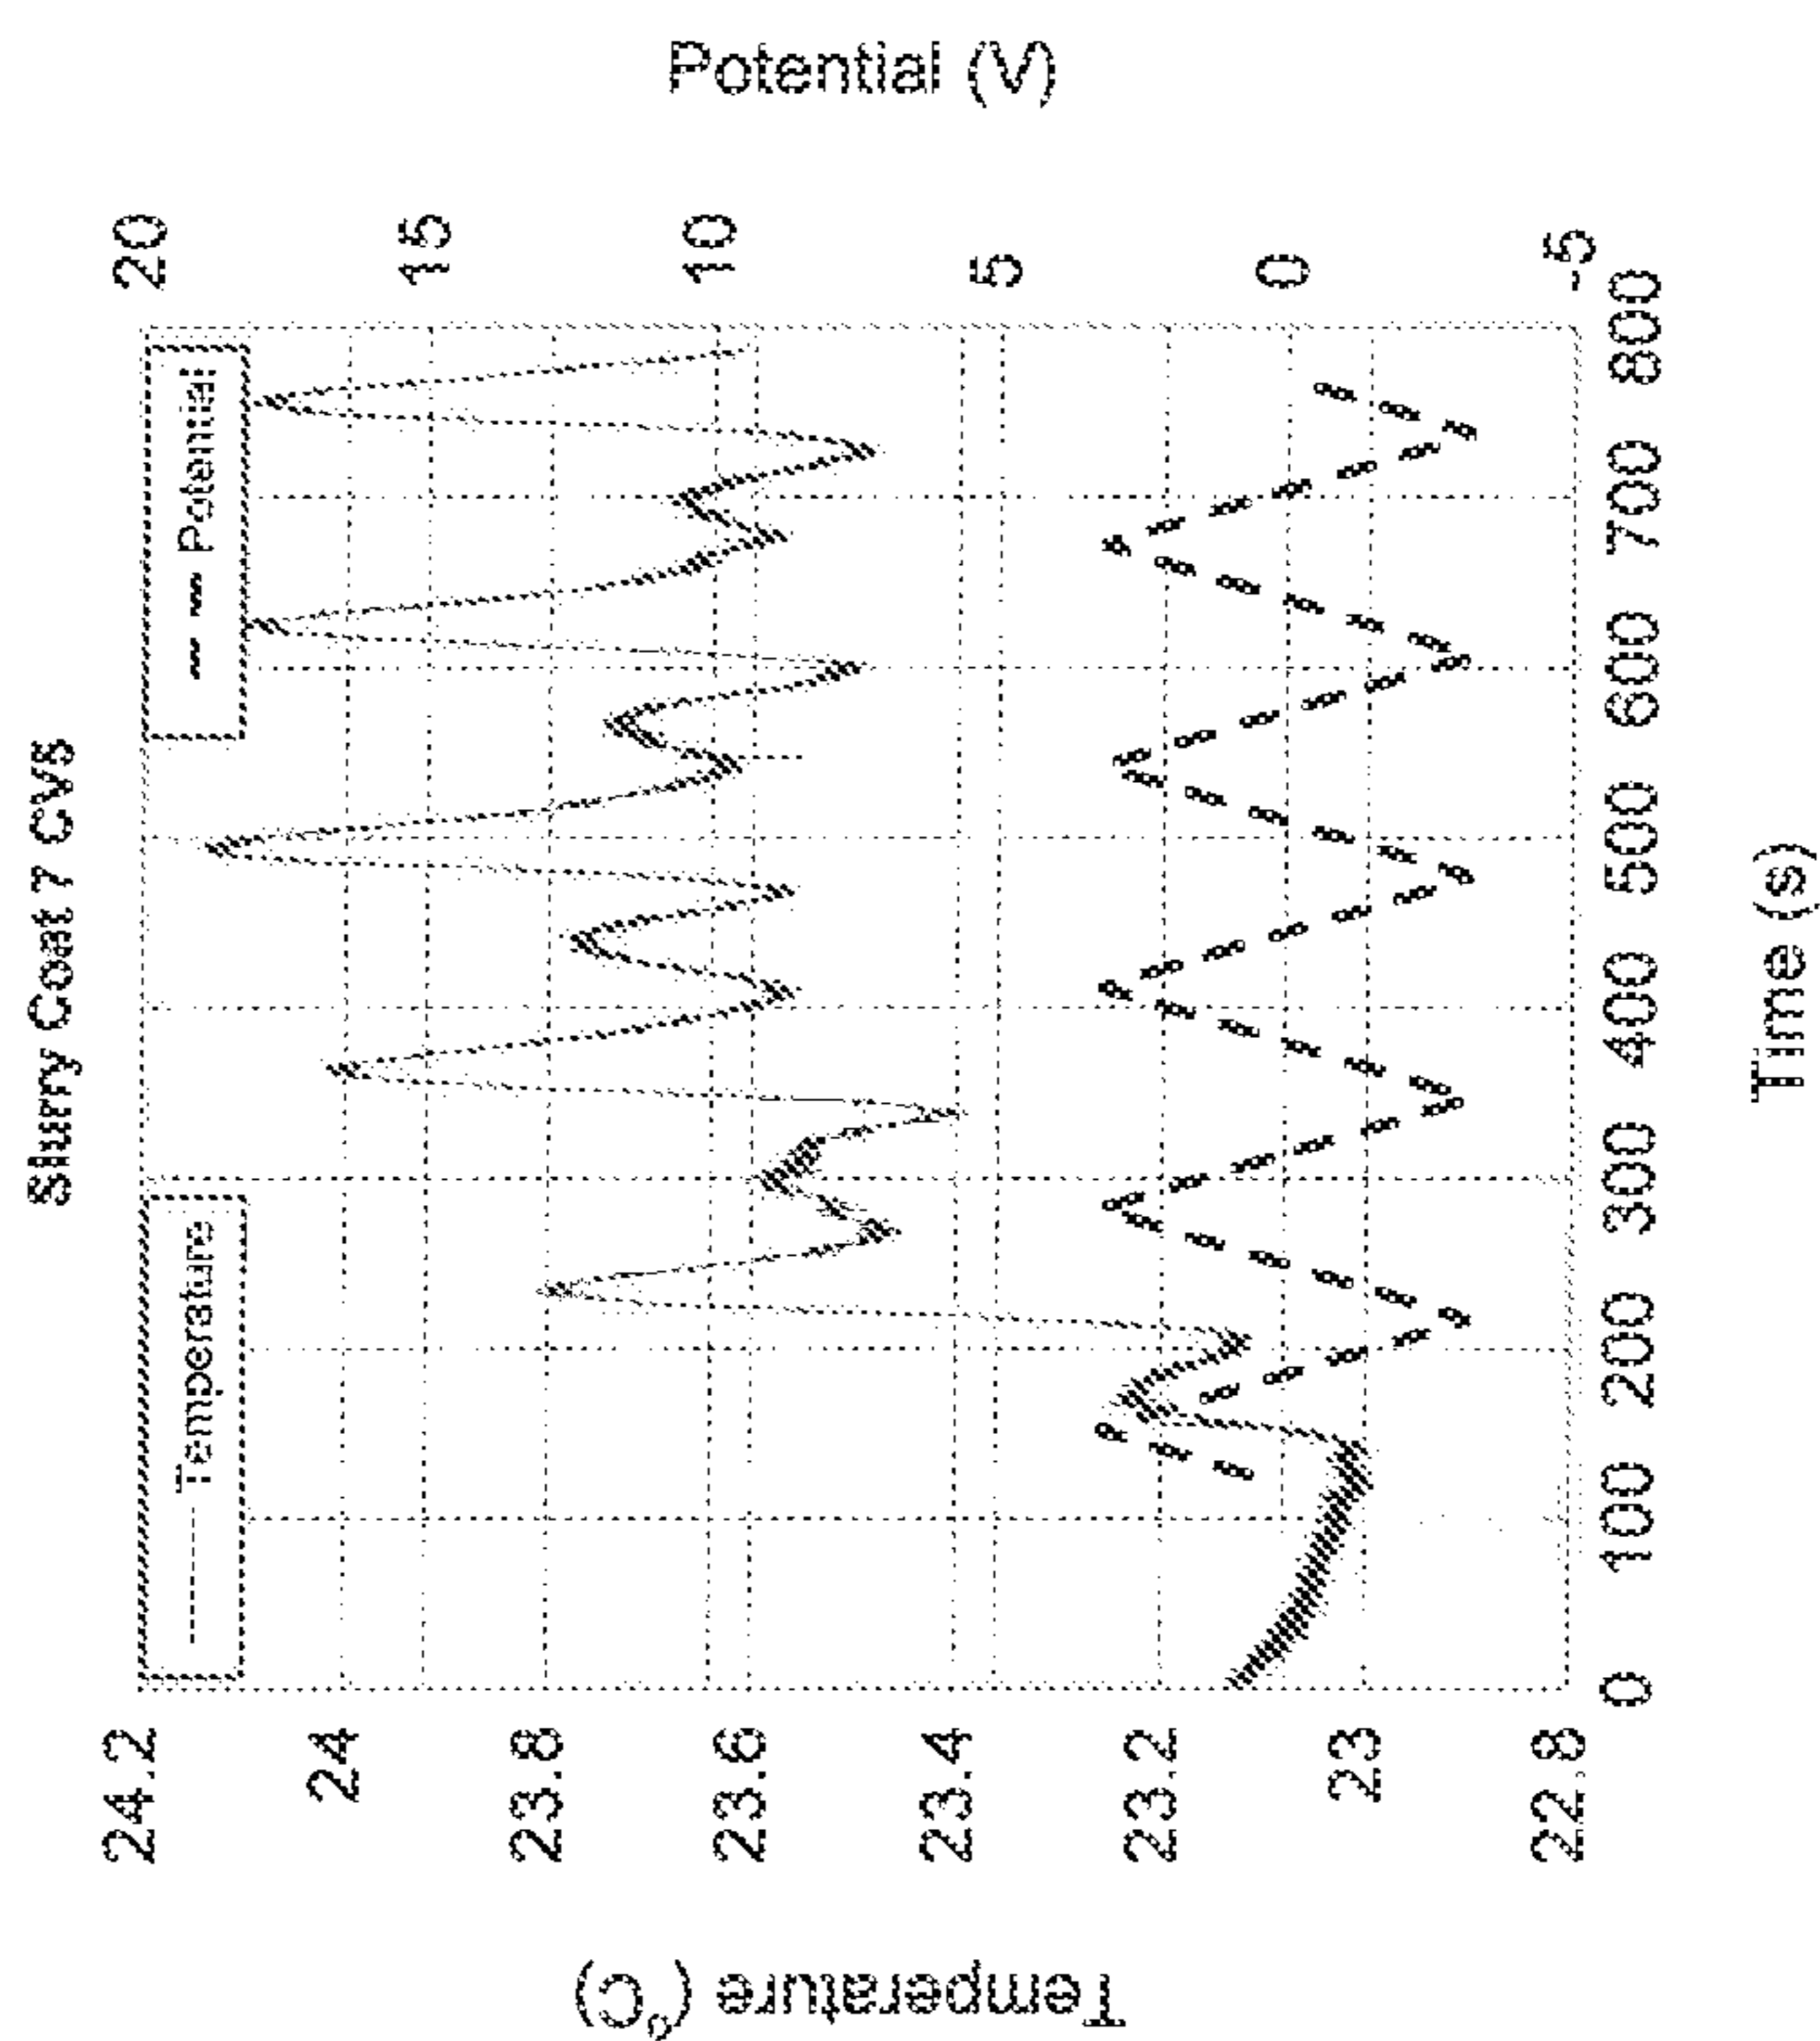 Slurry Coat 7 CV5
Temperature
Potential
24.2
24
23.8
23.6
23.4
23.2
23
22.8
Temperature (°C)
20
15
10
5
0
-5
Potential (V)
0 100 200 300 400 500 600 700 800
Time (s)